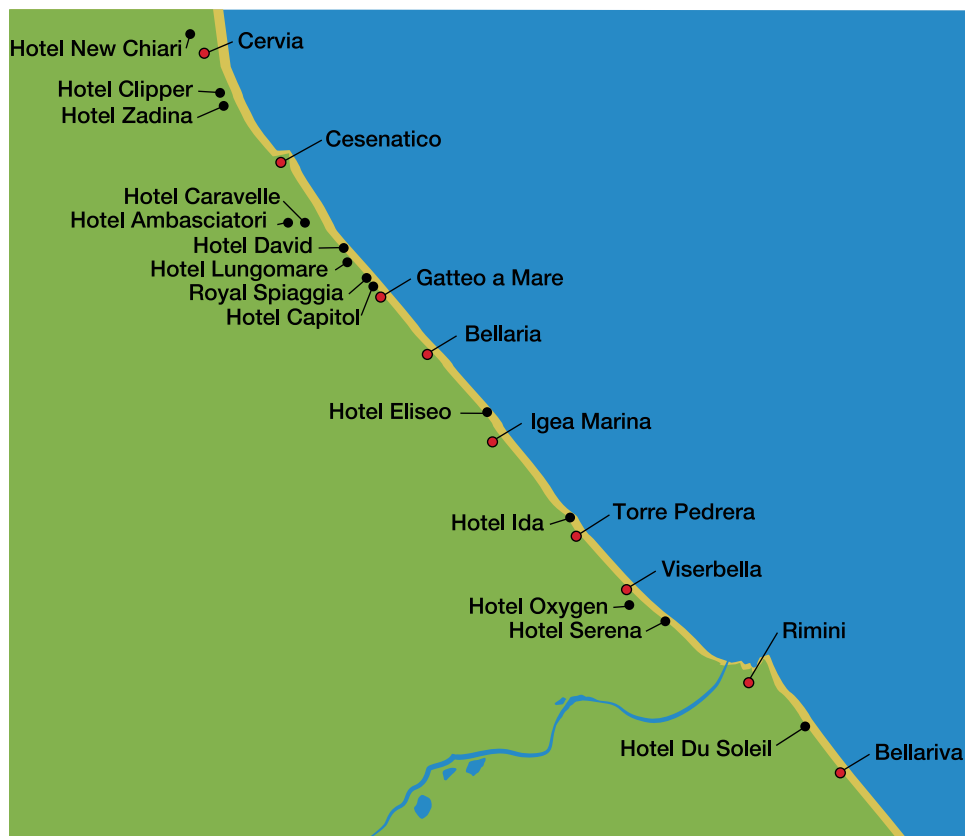 Cervia
Hotel New Chiari
Hotel Clipper
Hotel Zadina
Cesenatico
Hotel Caravelle
Hotel Ambasciatori
Hotel David
Hotel Lungomare
Gatteo a Mare
Royal Spiaggia
Hotel Capitol
Bellaria
Hotel Eliseo
Igea Marina
Torre Pedrera
Hotel Ida
Viserbella
Hotel Oxygen
Hotel Serena
Rimini
Hotel Du Soleil
Bellariva